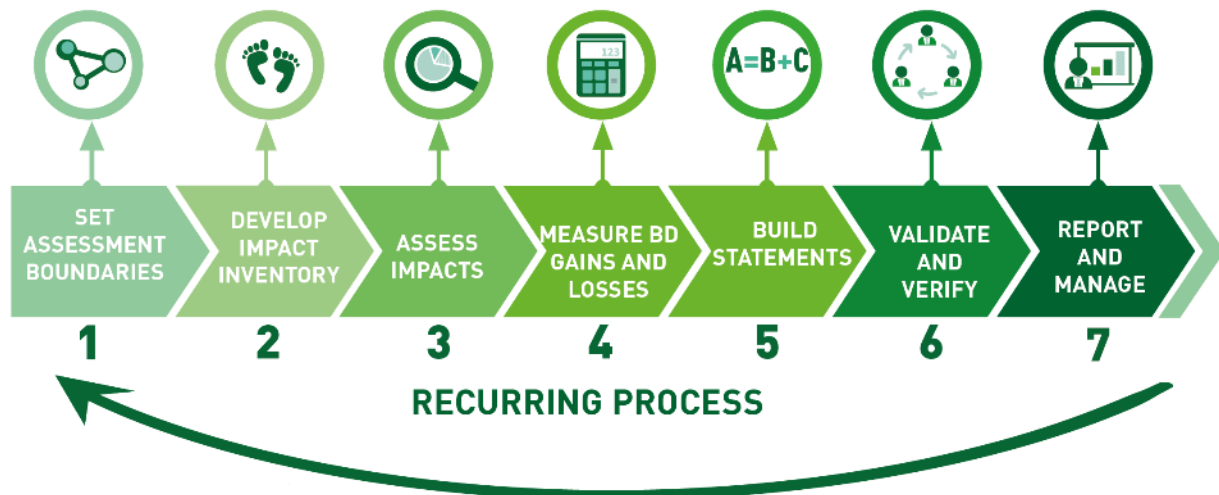 123
A=B+C
SET
ASSESSMENT
BOUNDARIES
DEVELOP
IMPACT
INVENTORY
ASSESS
IMPACTS
MEASURE BD
GAINS AND
LOSSES
BUILD
STATEMENTS
VALIDATE
AND
VERIFY
REPORT
AND
MANAGE
1
2
3
4
5
6
7
RECURRING PROCESS